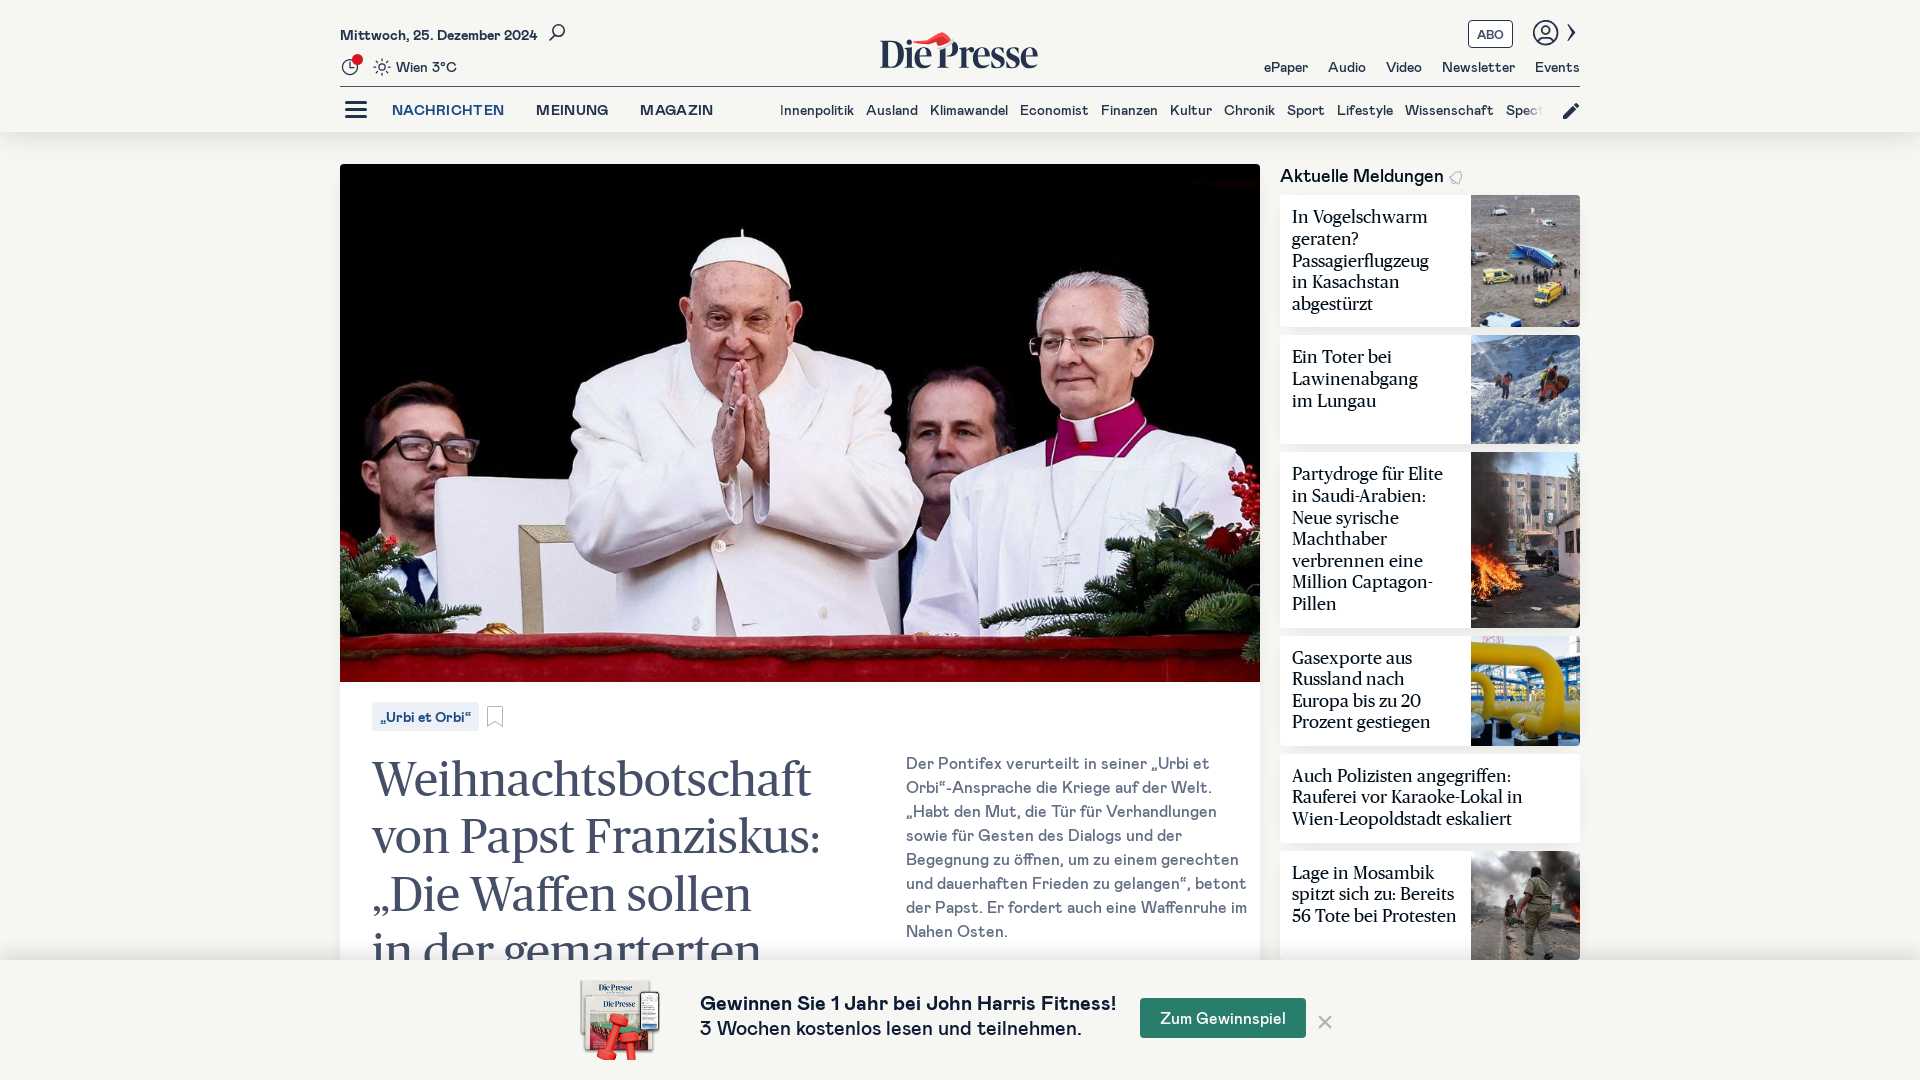 Mittwoch, 25. Dezember 2024
Wien 3°C
Die Presse
ABO
ePaper
Audio
Video
Newsletter
Events
NACHRICHTEN
MEINUNG
MAGAZIN
Innenpolitik
Ausland
Klimawandel
Economist
Finanzen
Kultur
Chronik
Sport
Lifestyle
Wissenschaft
Spect
„Urbi et Orbi“
Weihnachtsbotschaft
von Papst Franziskus:
„Die Waffen sollen
in der gemarterten
Der Pontifex verurteilt in seiner „Urbi et
Orbi“-Ansprache die Kriege auf der Welt.
„Habt den Mut, die Tür für Verhandlungen
sowie für Gesten des Dialogs und der
Begegnung zu öffnen, um zu einem gerechten
und dauerhaften Frieden zu gelangen“, betont
der Papst. Er fordert auch eine Waffenruhe im
Nahen Osten.
Aktuelle Meldungen
In Vogelschwarm
geraten?
Passagierflugzeug
in Kasachstan
abgestürzt
Ein Toter bei
Lawinenabgang
im Lungau
Partydroge für Elite
in Saudi-Arabien:
Neue syrische
Machthaber
verbrennen eine
Million Captagon-
Pillen
Gasexporte aus
Russland nach
Europa bis zu 20
Prozent gestiegen
Auch Polizisten angegriffen:
Rauferei vor Karaoke-Lokal in
Wien-Leopoldstadt eskaliert
Lage in Mosambik
spitzt sich zu: Bereits
56 Tote bei Protesten
Die Presse
Die Presse
Gewinnen Sie 1 Jahr bei John Harris Fitness!
3 Wochen kostenlos lesen und teilnehmen.
Zum Gewinnspiel